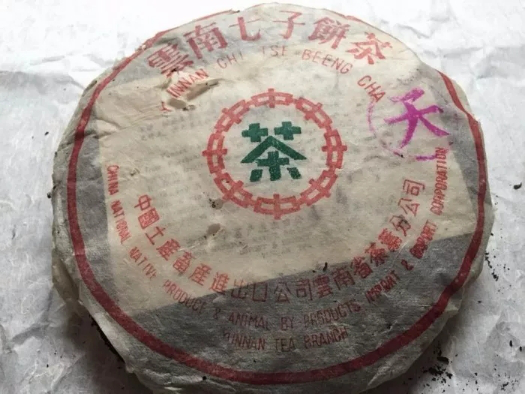 雲南七子餅茶
YUNNAN CHI TSE BEENG CHA
天
茶
中國土產畜產進出口公司雲南省茶葉分公司
CHINA NATIONAL NATIVE PRODUCE & ANIMAL BY-PRODUCTS IMPORT & EXPORT CORPORATION
YUNNAN TEA BRANCH